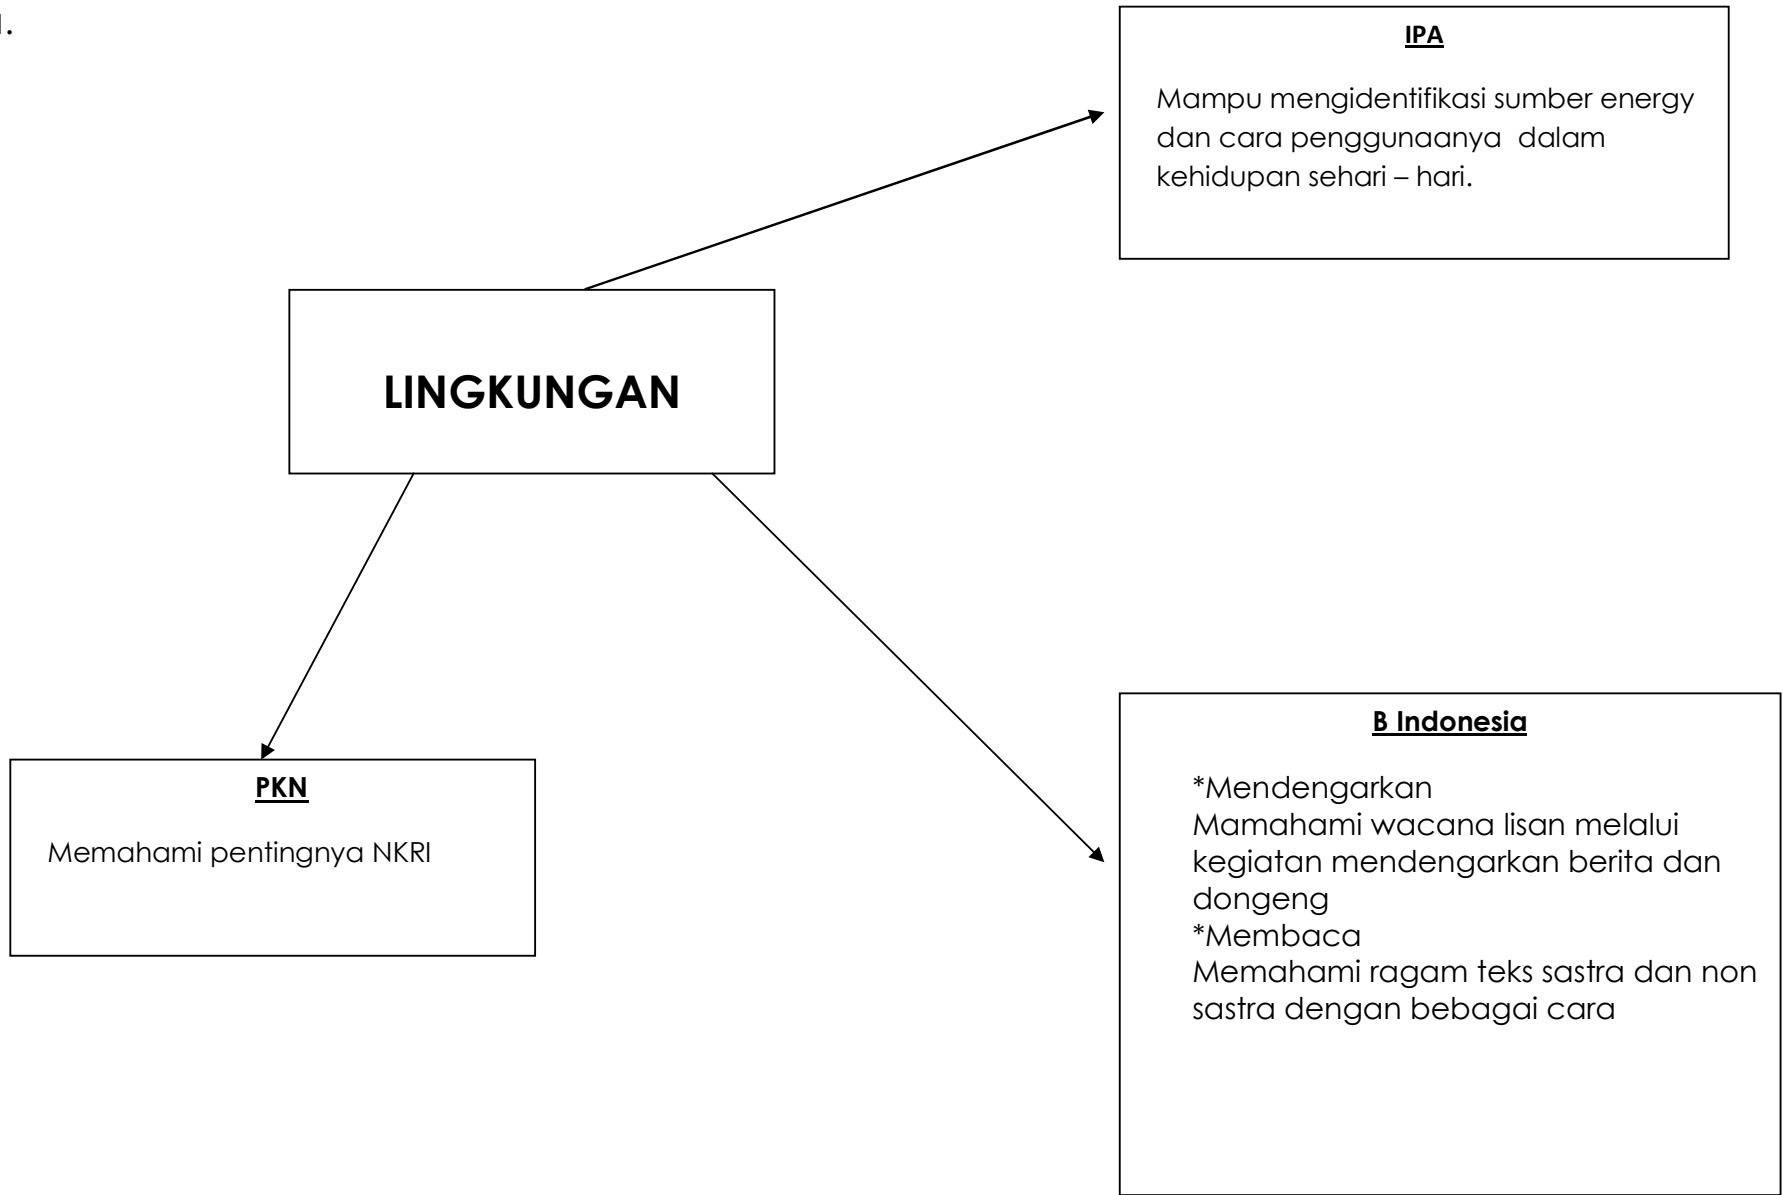 IPA
Mampu mengidentifikasi sumber energy
dan cara penggunaanya dalam
kehidupan sehari – hari.
LINGKUNGAN
PKN
Memahami pentingnya NKRI
B Indonesia
*Mendengarkan
Mamahami wacana lisan melalui
kegiatan mendengarkan berita dan
dongeng
*Membaca
Memahami ragam teks sastra dan non
sastra dengan bebagai cara